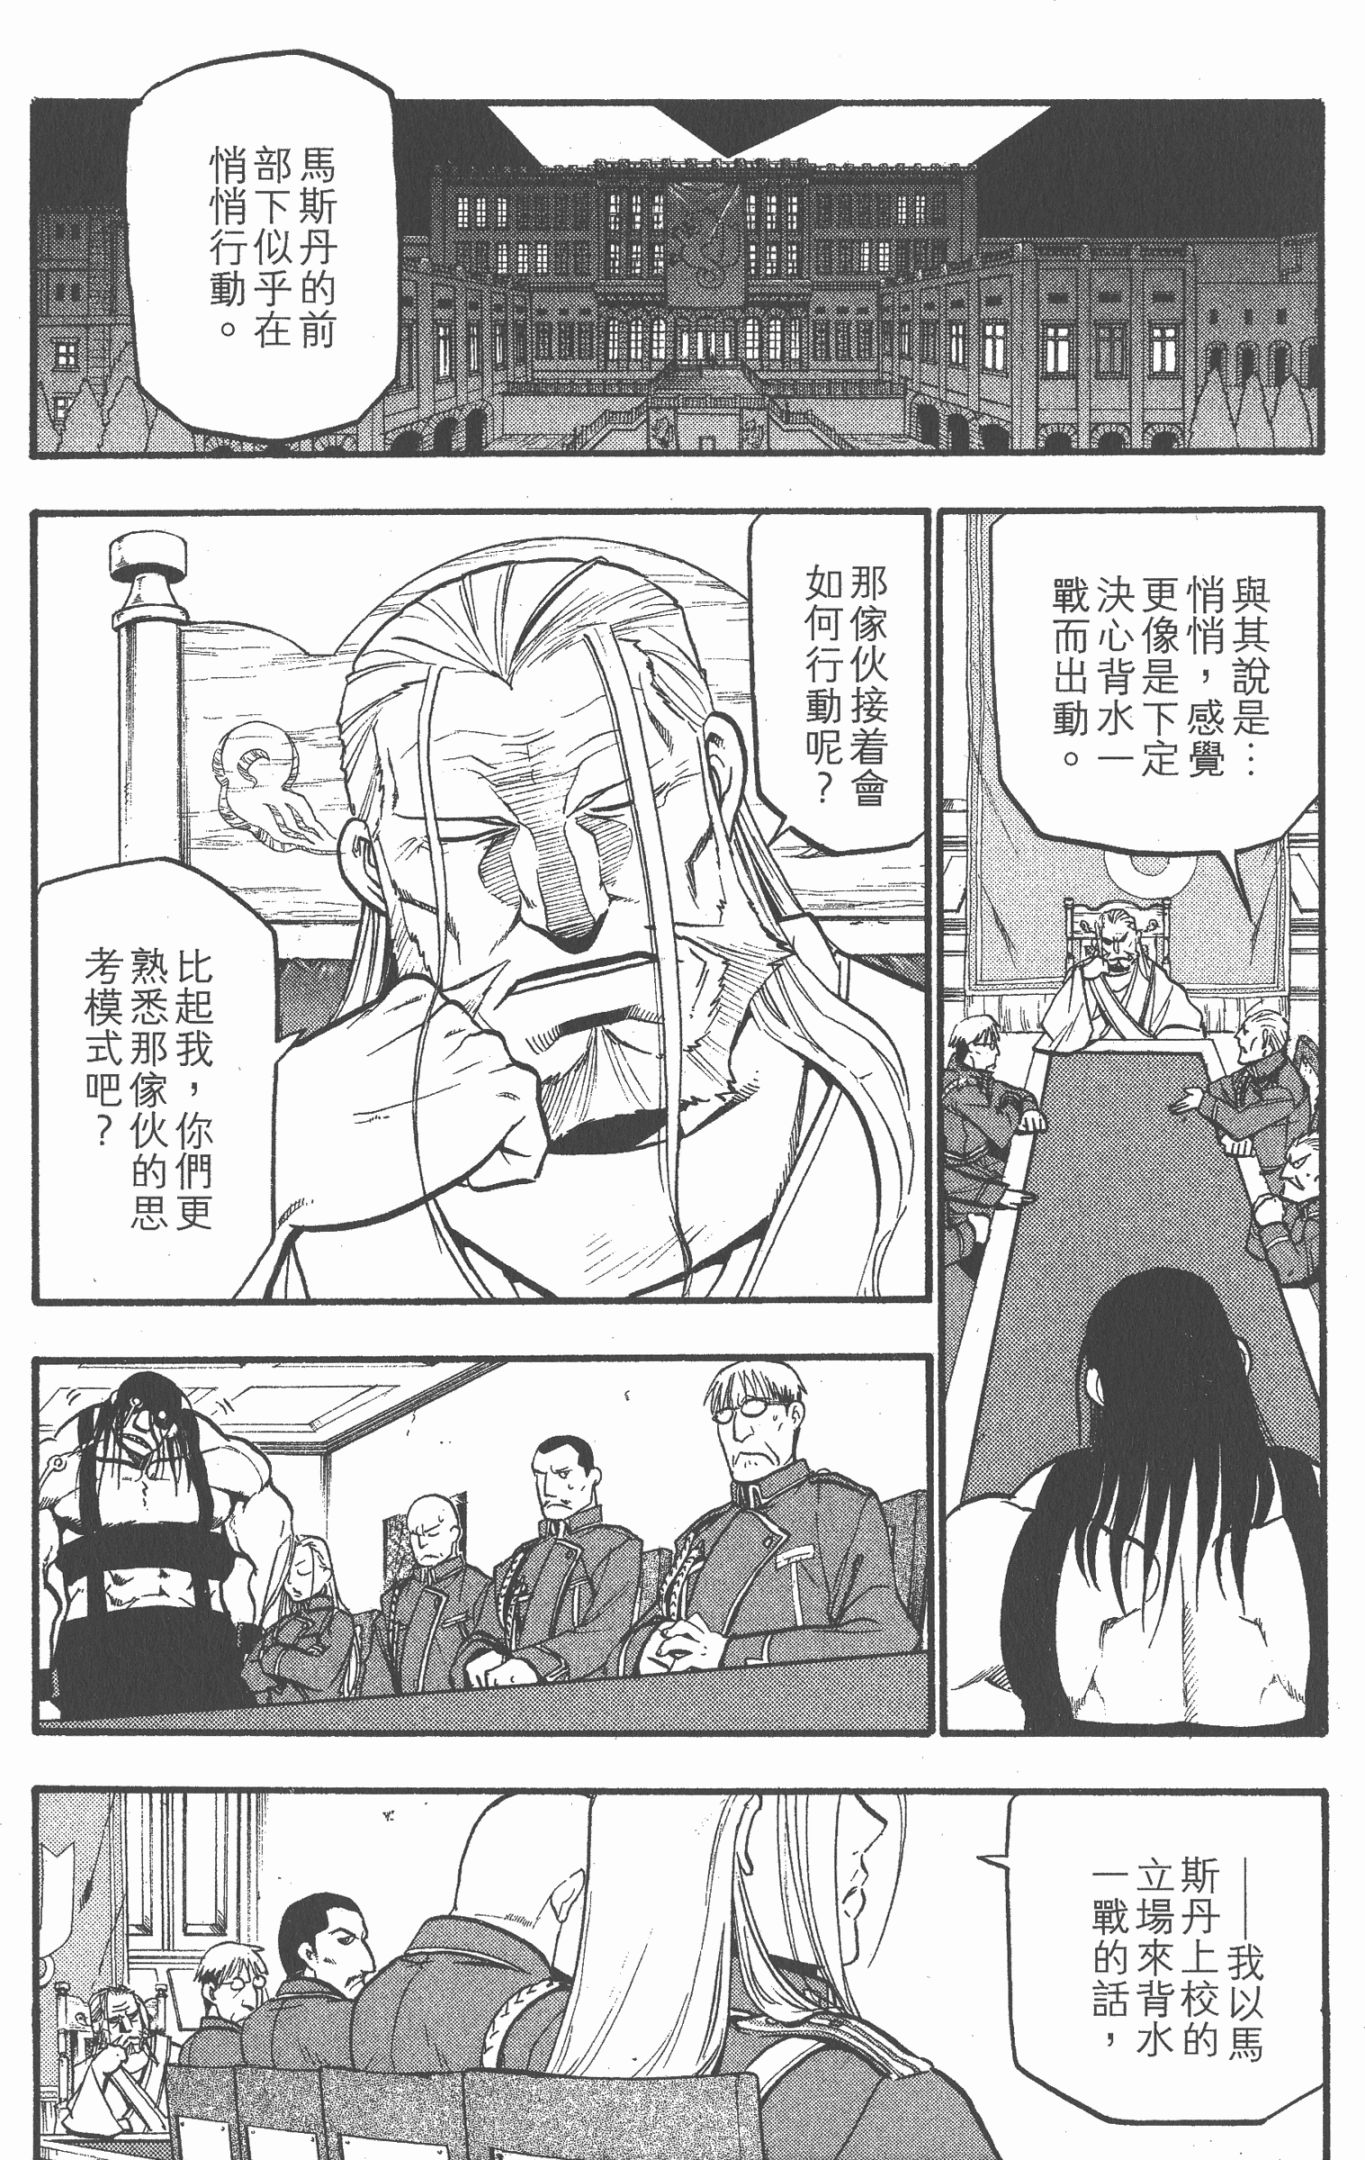 馬斯丹的前
部下似乎在
悄悄行動。
與其說是…
悄悄，感覺
更像是下定
決心背水一
戰而出動。
那傢伙接着會
如何行動呢？
比起我，你們更
熟悉那傢伙的思
考模式吧？
——我以馬
斯丹上校的
立場來背水
一戰的話，